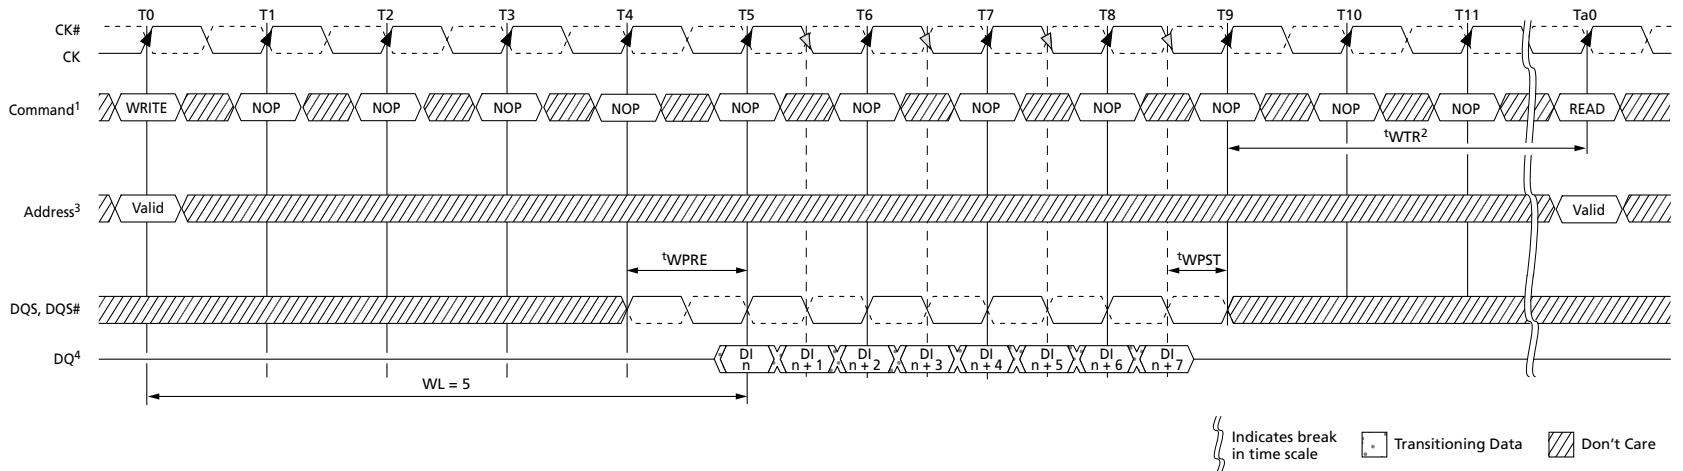 T0 T1 T2 T3 T4 T5 T6 T7 T8 T9 T10 T11 Ta0
CK#
CK
Command¹ WRITE NOP NOP NOP NOP NOP NOP NOP NOP NOP NOP NOP READ
tWTR²
Address³ Valid Valid
tWPRE tWPST
DQS, DQS#
DQ⁴ DI n DI n + 1 DI n + 2 DI n + 3 DI n + 4 DI n + 5 DI n + 6 DI n + 7
WL = 5
Indicates break
in time scale
Transitioning Data
Don't Care